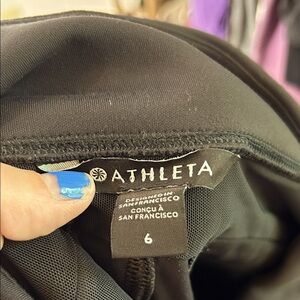 ATHLETA
DESIGNED IN
SAN FRANCISCO
CONÇU À
SAN FRANCISCO
6